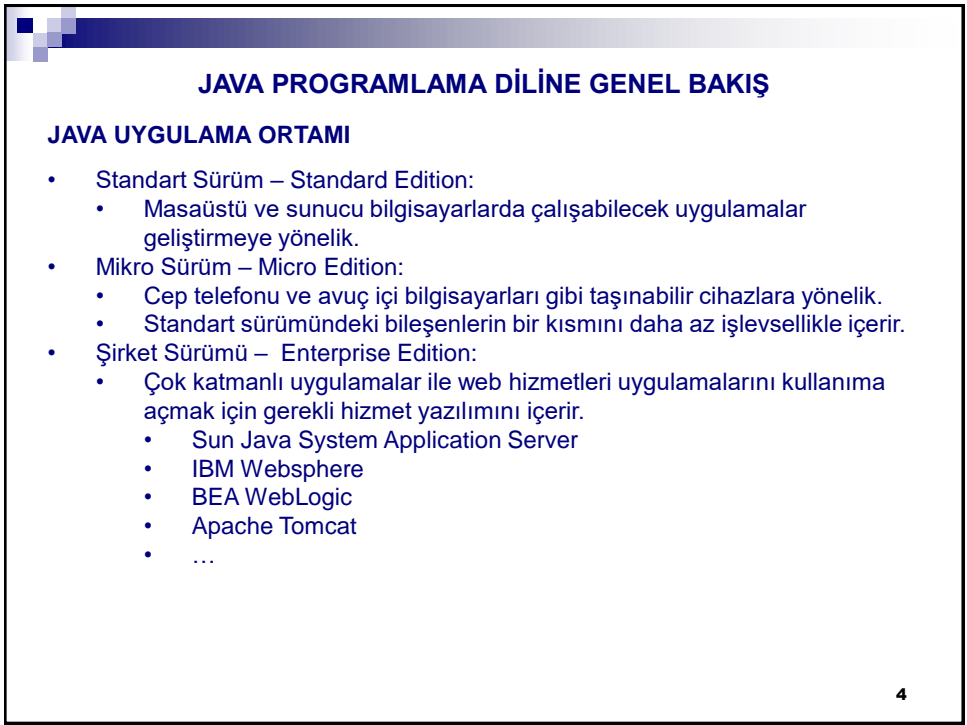 JAVA PROGRAMLAMA DİLİNE GENEL BAKIŞ
JAVA UYGULAMA ORTAMI
• Standart Sürüm – Standard Edition:
• Masaüstü ve sunucu bilgisayarlarda çalışabilecek uygulamalar
geliştirmeye yönelik.
• Mikro Sürüm – Micro Edition:
• Cep telefonu ve avuç içi bilgisayarları gibi taşınabilir cihazlara yönelik.
• Standart sürümündeki bileşenlerin bir kısmını daha az işlevsellikle içerir.
• Şirket Sürümü – Enterprise Edition:
• Çok katmanlı uygulamalar ile web hizmetleri uygulamalarını kullanıma
açmak için gerekli hizmet yazılımını içerir.
• Sun Java System Application Server
• IBM Websphere
• BEA WebLogic
• Apache Tomcat
• …
4